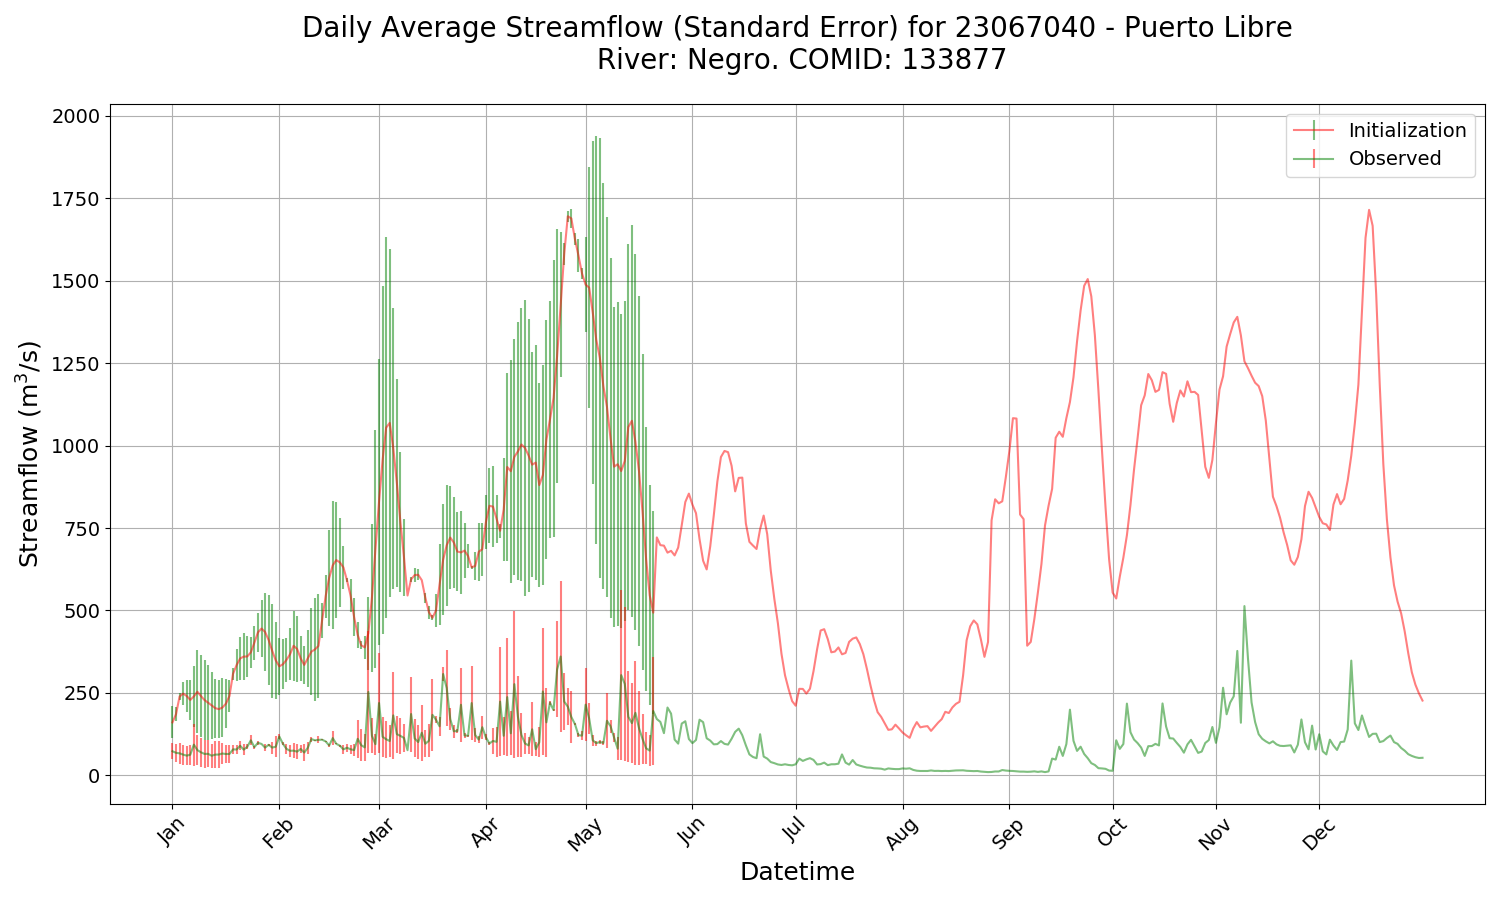 Daily Average Streamflow (Standard Error) for 23067040 - Puerto Libre
River: Negro. COMID: 133877
2000
1750
1500
1250
1000
750
500
250
0
Streamflow (m³/s)
Initialization
Observed
Jan
Feb
Mar
Apr
May
Jun
Jul
Aug
Sep
Oct
Nov
Dec
Datetime